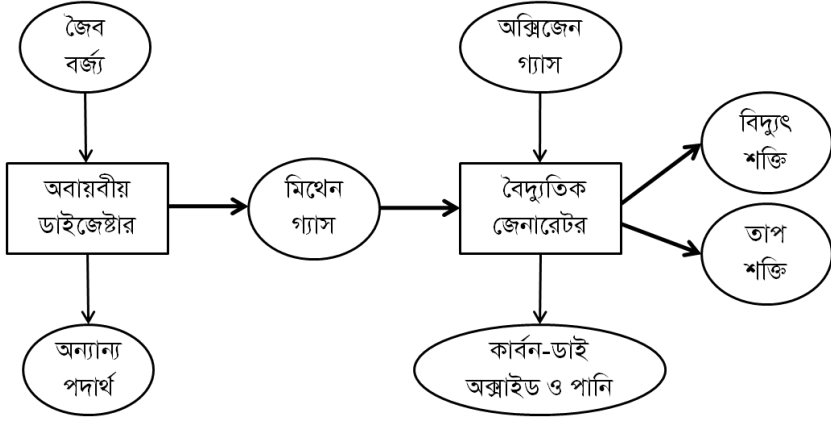 জৈব
বর্জ্য
অক্সিজেন
গ্যাস
বিদ্যুৎ
শক্তি
অবায়বীয়
ডাইজেষ্টার
মিথেন
গ্যাস
বৈদ্যুতিক
জেনারেটর
তাপ
শক্তি
অন্যান্য
পদার্থ
কার্বন-ডাই
অক্সাইড ও পানি